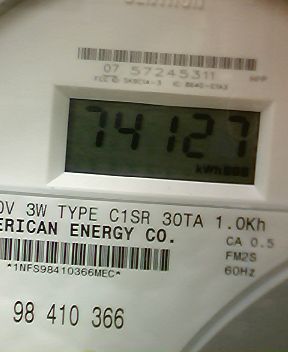 07 57245311
74127
kWh
0V 3W TYPE C1SR 30TA 1.0Kh
ERICAN ENERGY CO.
CA 0.5
FM2S
*1NFS98410366MEC*
60Hz
98 410 366